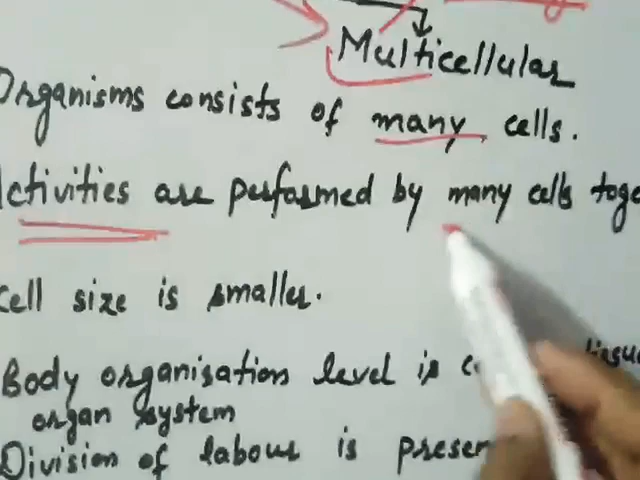 Multicellular
Organisms consists of many cells.
Activities are performed by many cells toge
Cell size is smaller.
Body organisation level is
organ system
Division of labour is presen